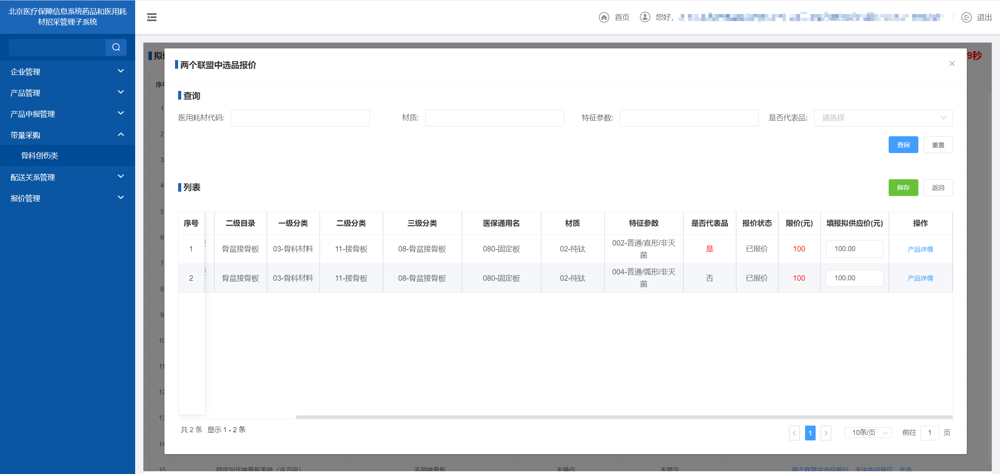 北京医疗保障信息系统药品和医用耗
材招采管理子系统
首页
您好,
退出
企业管理
产品管理
产品申报管理
带量采购
骨科创伤类
配送关系管理
报价管理
9秒
两个联盟中选品报价
查询
医用耗材代码:
材质:
特征参数:
是否代表品: 请选择
查询 重置
列表
保存 返回
序号 二级目录 一级分类 二级分类 三级分类 医保通用名 材质 特征参数 是否代表品 报价状态 限价(元) 填报拟供应价(元) 操作
1 骨盆接骨板 03-骨科材料 11-接骨板 08-骨盆接骨板 080-固定板 02-纯钛 002-普通/直形/非灭
菌 是 已报价 100 100.00 产品详情
2 骨盆接骨板 03-骨科材料 11-接骨板 08-骨盆接骨板 080-固定板 02-纯钛 004-普通/弧形/非灭
菌 否 已报价 100 100.00 产品详情
共 2 条 显示 1 - 2 条
1 10条/页 前往 1 页
1
2
3
4
5
6
7
8
9
10
11
12
13
14
15 锁定加压接骨板系统（含万向） 手部接骨板 未操作 未提交 两个联盟中选品报价 未中选品报价 放弃